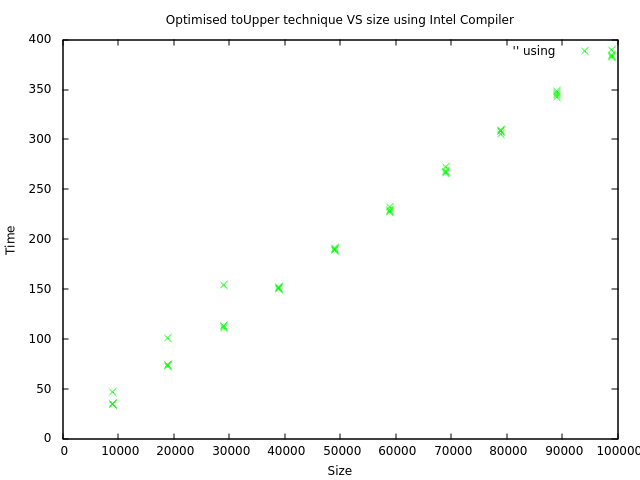 Optimised toUpper technique VS size using Intel Compiler
400
'' using
350
300
250
200
Time
150
100
50
0
0 10000 20000 30000 40000 50000 60000 70000 80000 90000 100000
Size